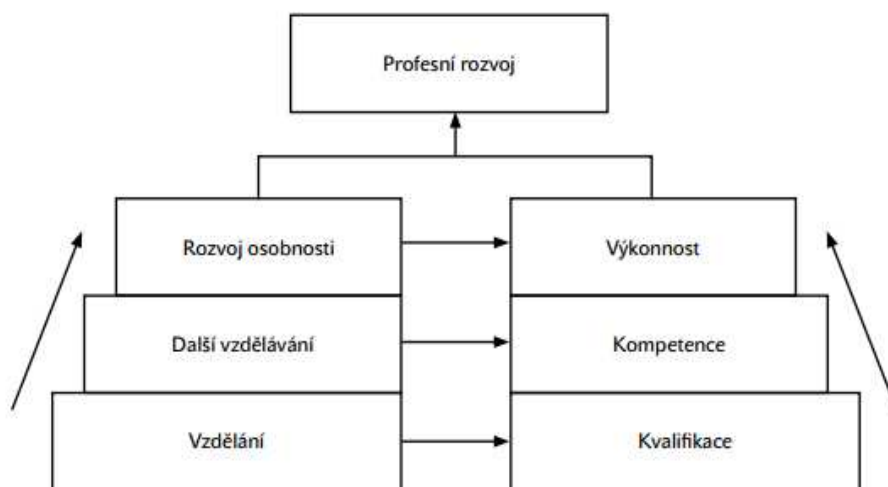 Profesní rozvoj
Rozvoj osobnosti
Výkonnost
Další vzdělávání
Kompetence
Vzdělání
Kvalifikace